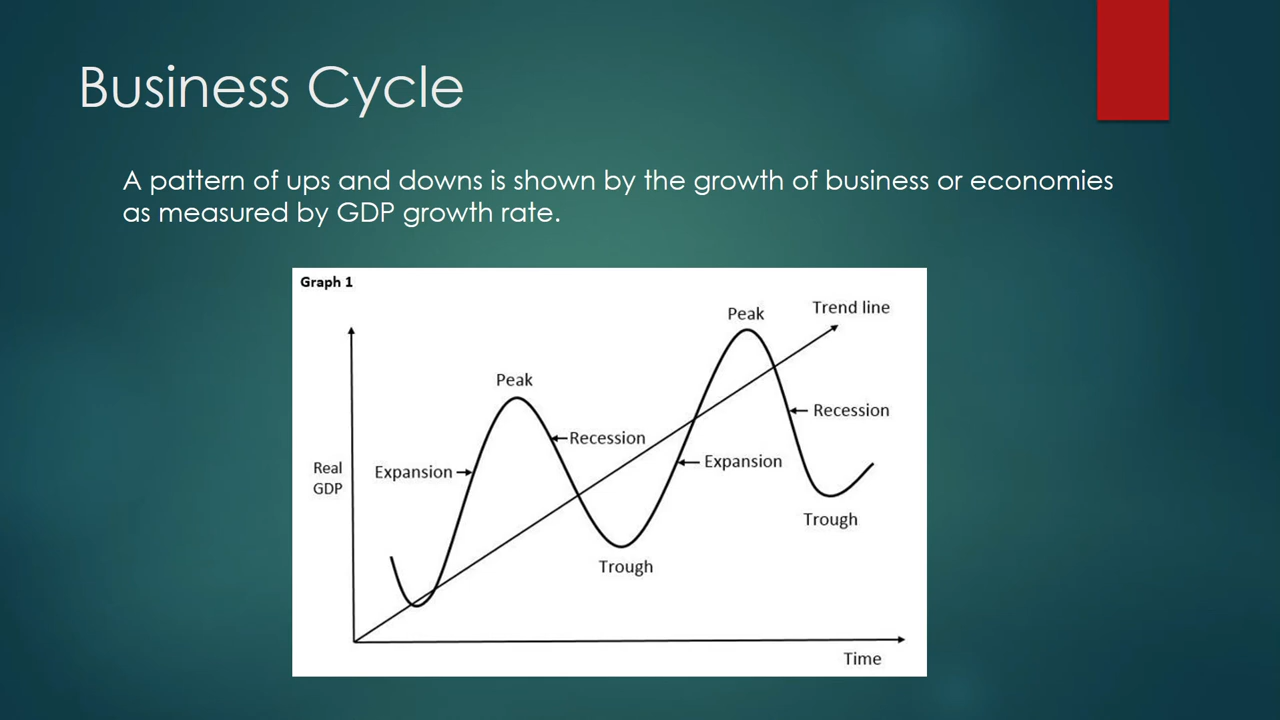 Business Cycle
A pattern of ups and downs is shown by the growth of business or economies
as measured by GDP growth rate.
Graph 1
Peak
Trend line
Peak
Recession
Recession
Expansion
Expansion
Real
GDP
Trough
Trough
Time